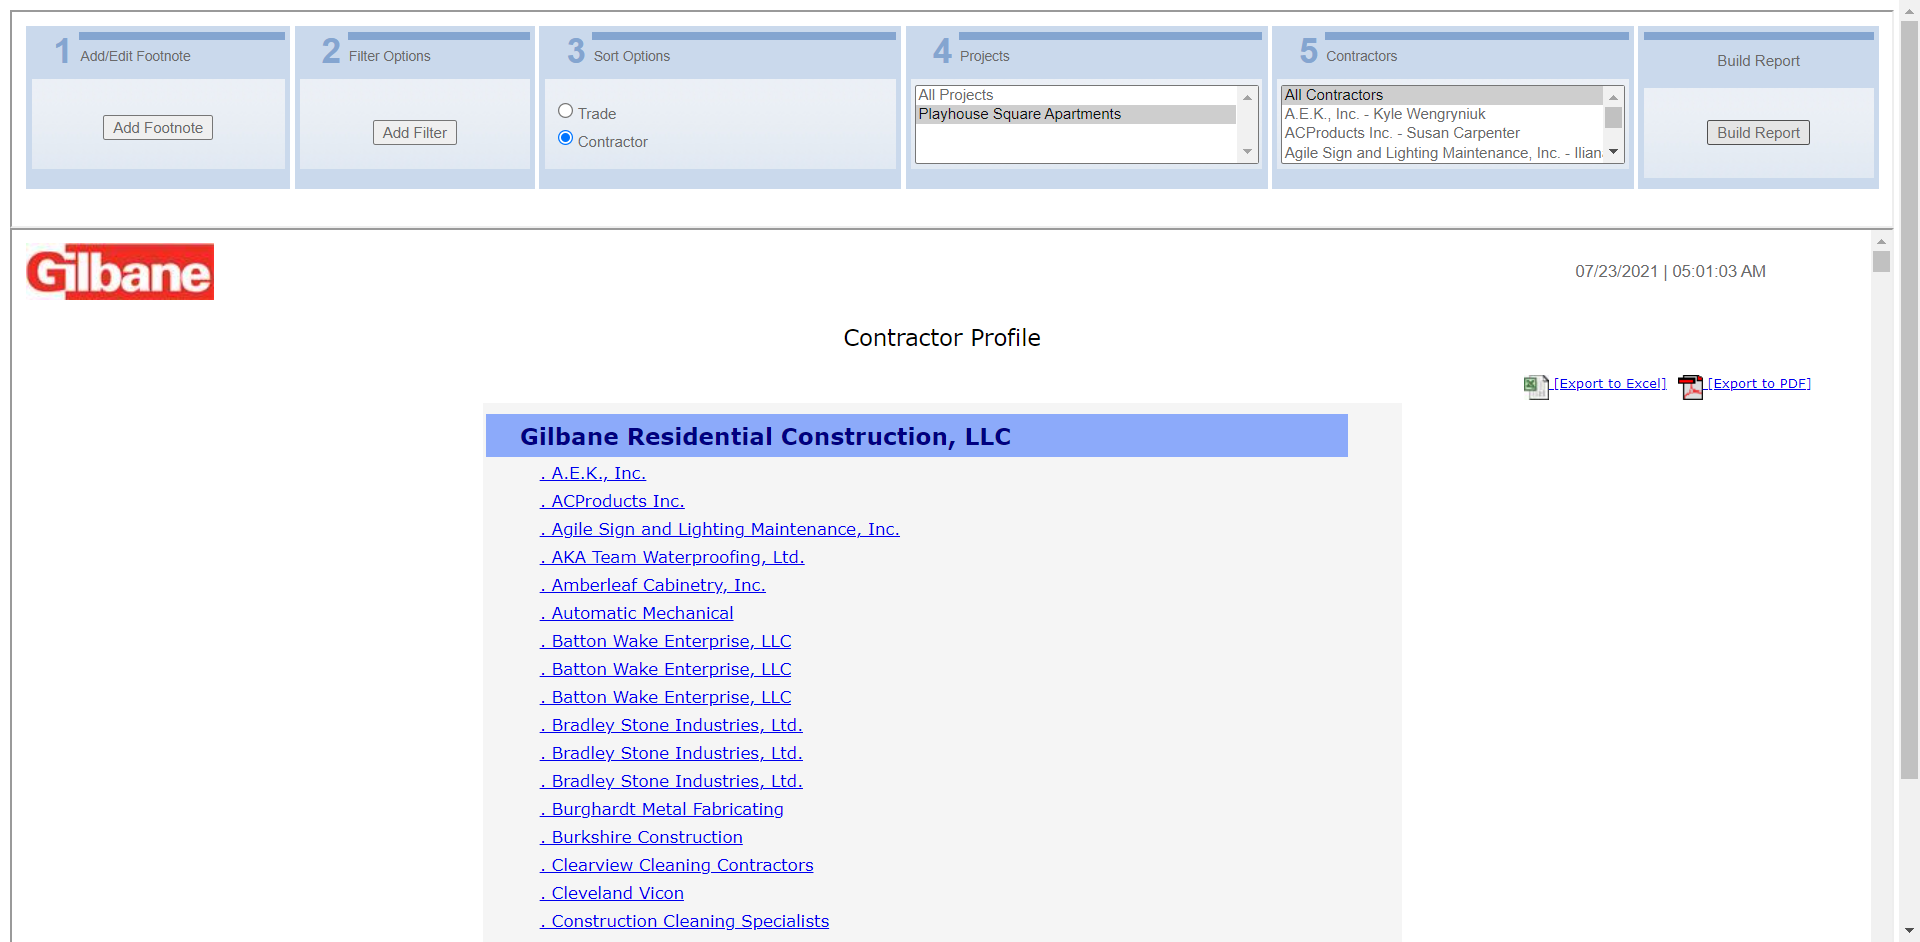 1 Add/Edit Footnote
Add Footnote
2 Filter Options
Add Filter
3 Sort Options
Trade
Contractor
4 Projects
All Projects
Playhouse Square Apartments
5 Contractors
All Contractors
A.E.K., Inc. - Kyle Wengryniuk
ACProducts Inc. - Susan Carpenter
Agile Sign and Lighting Maintenance, Inc. - Ilian
Build Report
Build Report
Gilbane
07/23/2021 | 05:01:03 AM
Contractor Profile
[Export to Excel] [Export to PDF]
Gilbane Residential Construction, LLC
. A.E.K., Inc.
. ACProducts Inc.
. Agile Sign and Lighting Maintenance, Inc.
. AKA Team Waterproofing, Ltd.
. Amberleaf Cabinetry, Inc.
. Automatic Mechanical
. Batton Wake Enterprise, LLC
. Batton Wake Enterprise, LLC
. Batton Wake Enterprise, LLC
. Bradley Stone Industries, Ltd.
. Bradley Stone Industries, Ltd.
. Bradley Stone Industries, Ltd.
. Burghardt Metal Fabricating
. Burkshire Construction
. Clearview Cleaning Contractors
. Cleveland Vicon
. Construction Cleaning Specialists